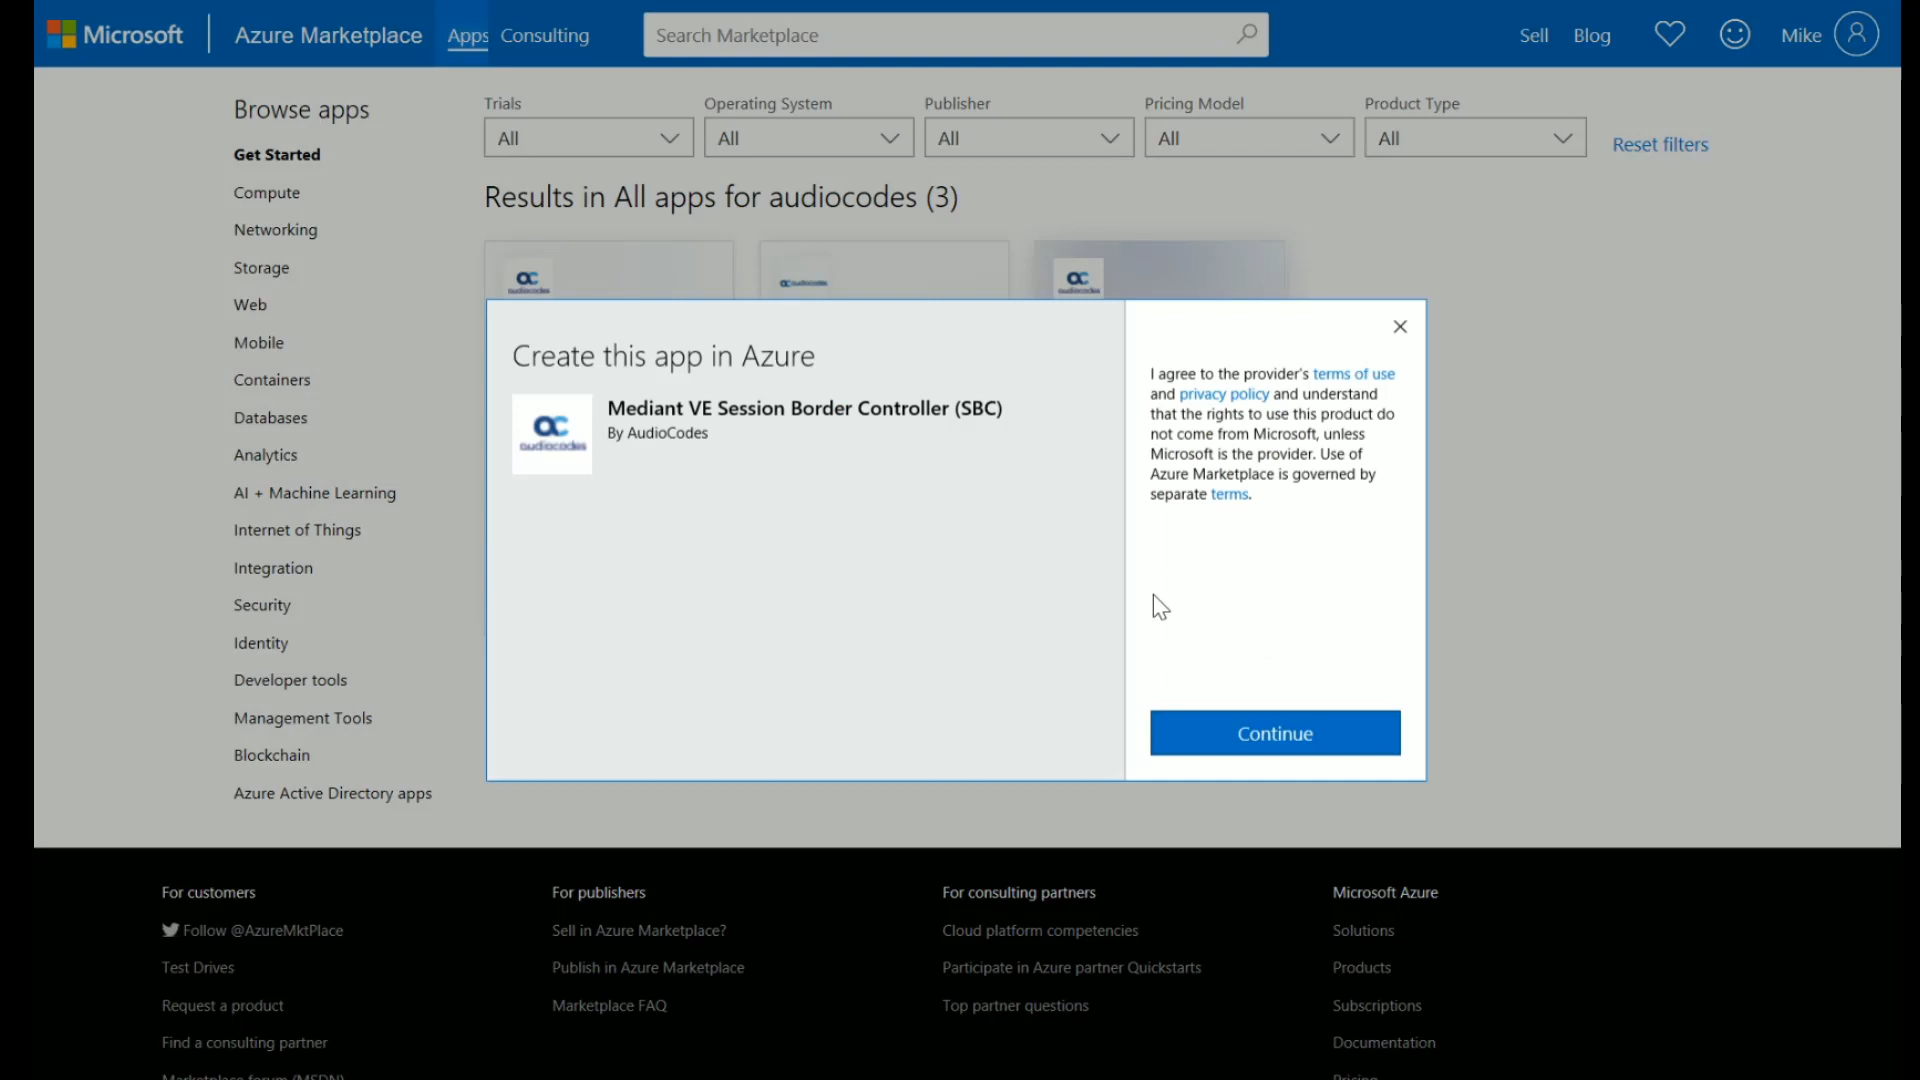 Microsoft
Azure Marketplace
Apps
Consulting
Search Marketplace
Sell
Blog
Mike
Browse apps
Get Started
Compute
Networking
Storage
Web
Mobile
Containers
Databases
Analytics
AI + Machine Learning
Internet of Things
Integration
Security
Identity
Developer tools
Management Tools
Blockchain
Azure Active Directory apps
Trials
All
Operating System
All
Publisher
All
Pricing Model
All
Product Type
All
Reset filters
Results in All apps for audiocodes (3)
audiocodes
audiocodes
audiocodes
Create this app in Azure
audiocodes
Mediant VE Session Border Controller (SBC)
By AudioCodes
I agree to the provider's terms of use
and privacy policy and understand
that the rights to use this product do
not come from Microsoft, unless
Microsoft is the provider. Use of
Azure Marketplace is governed by
separate terms.
Continue
For customers
Follow @AzureMktPlace
Test Drives
Request a product
Find a consulting partner
Marketplace forum (MSDN)
For publishers
Sell in Azure Marketplace?
Publish in Azure Marketplace
Marketplace FAQ
For consulting partners
Cloud platform competencies
Participate in Azure partner Quickstarts
Top partner questions
Microsoft Azure
Solutions
Products
Subscriptions
Documentation
Pricing